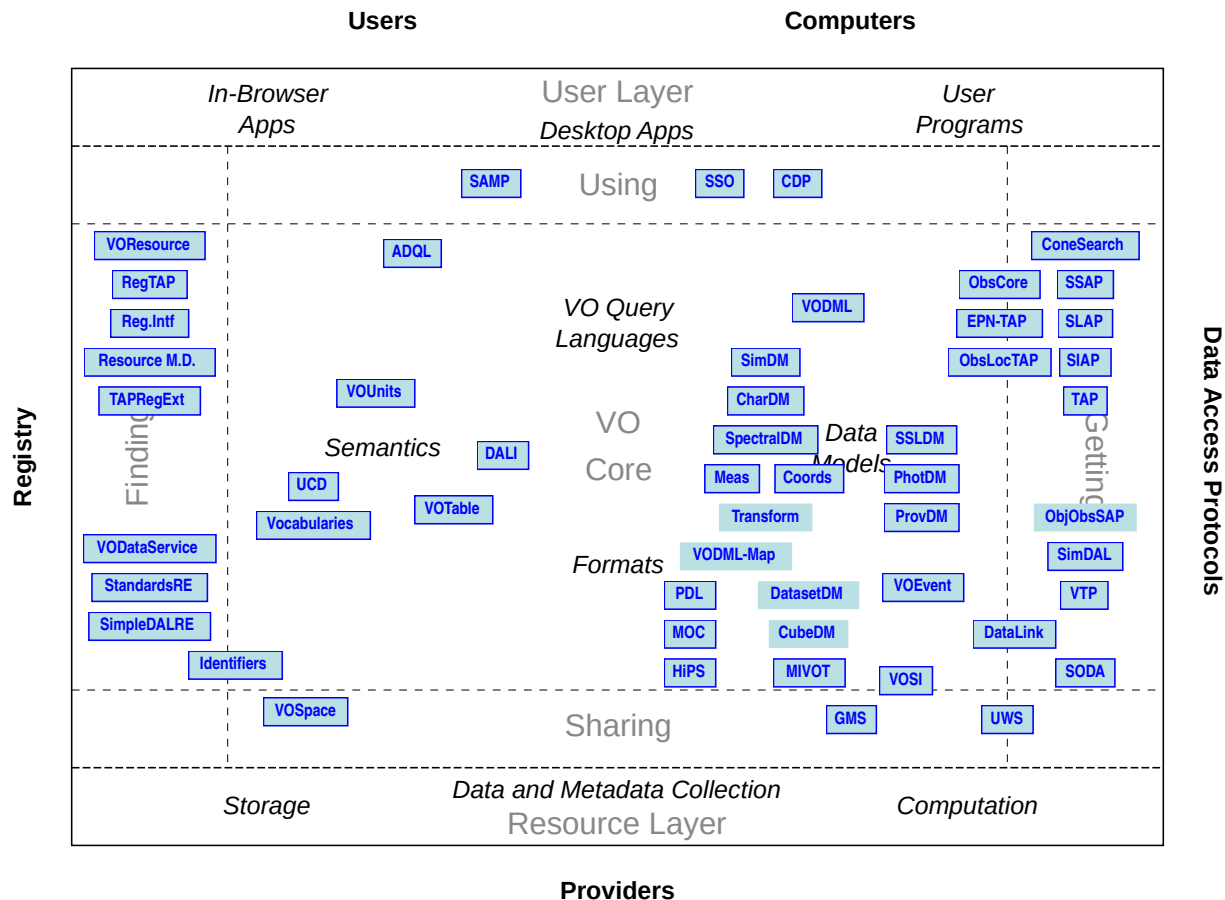 Users
Computers
In-Browser
Apps
User Layer
Desktop Apps
User
Programs
SAMP
Using
SSO
CDP
VOResource
RegTAP
Reg.Intf
Resource M.D.
TAPRegExt
Finding
VODataService
StandardsRE
SimpleDALRE
Identifiers
Registry
ADQL
VOUnits
Semantics
DALI
UCD
VOTable
Vocabularies
VO Query
Languages
VO
Core
Formats
VODML
SimDM
CharDM
SpectralDM
Data
Models
SSLDM
Meas
Coords
PhotDM
Transform
ProvDM
VODML-Map
PDL
DatasetDM
VOEvent
MOC
CubeDM
HiPS
MIVOT
VOSI
ConeSearch
ObsCore
SSAP
EPN-TAP
SLAP
ObsLocTAP
SIAP
TAP
Getting
ObjObsSAP
SimDAL
VTP
DataLink
SODA
Data Access Protocols
VOSpace
Sharing
GMS
UWS
Storage
Data and Metadata Collection
Computation
Resource Layer
Providers